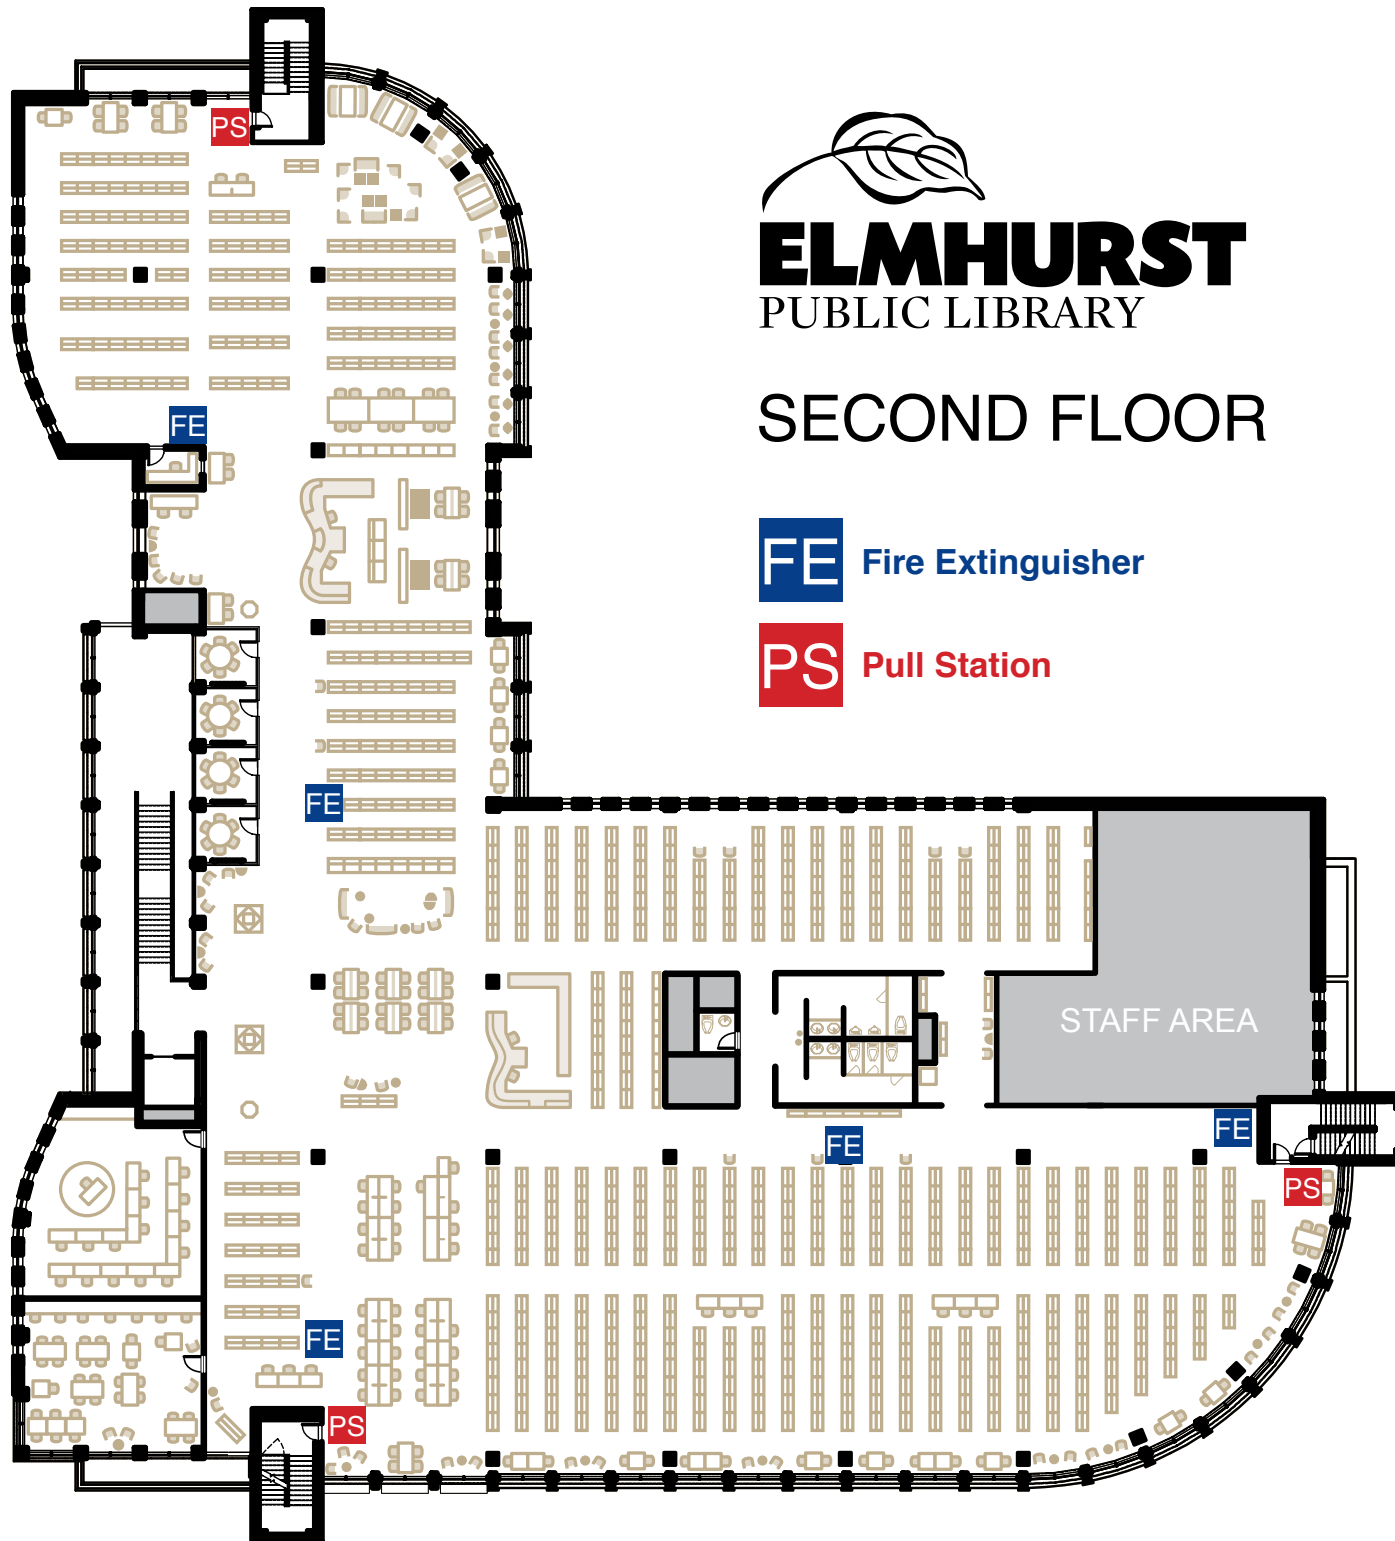 PS
ELMHURST
PUBLIC LIBRARY
SECOND FLOOR
FE
FE Fire Extinguisher
PS Pull Station
FE
STAFF AREA
FE
FE
PS
FE
PS